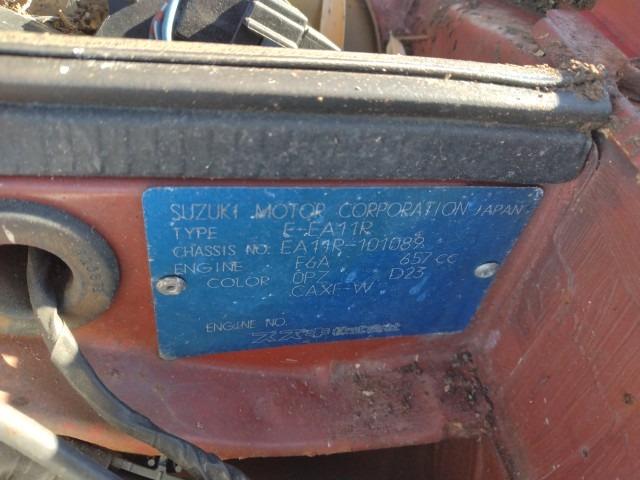 SUZUKI MOTOR CORPORATION JAPAN
TYPE E-EA11R
CHASSIS NO. EA11R-101089
ENGINE F6A 657 cc
COLOR 0PZ D23
CAXF-W
ENGINE NO.